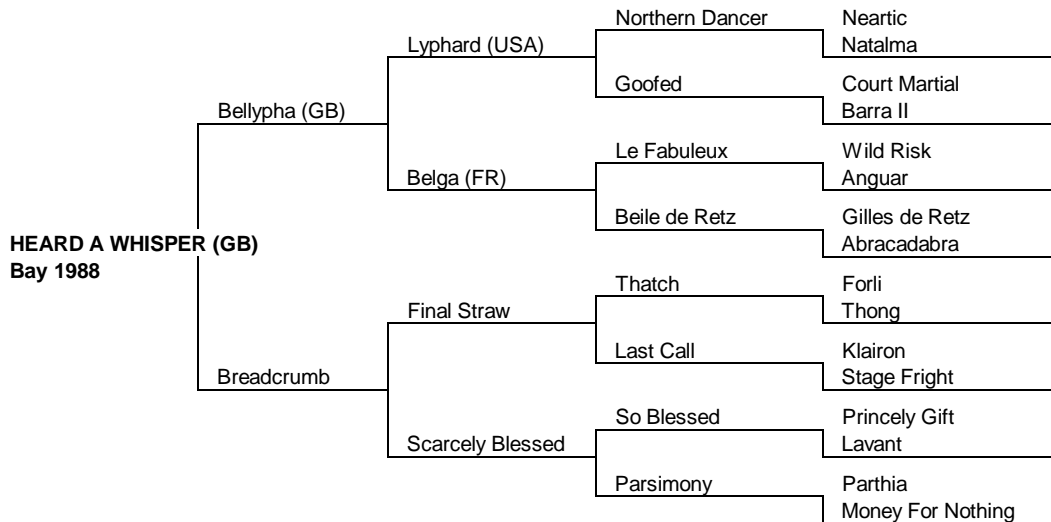 Northern Dancer
Neartic
Natalma
Lyphard (USA)
Goofed
Court Martial
Barra II
Bellypha (GB)
Le Fabuleux
Wild Risk
Anguar
Belga (FR)
Beile de Retz
Gilles de Retz
Abracadabra
HEARD A WHISPER (GB)
Bay 1988
Thatch
Forli
Thong
Final Straw
Last Call
Klairon
Stage Fright
Breadcrumb
So Blessed
Princely Gift
Lavant
Scarcely Blessed
Parsimony
Parthia
Money For Nothing